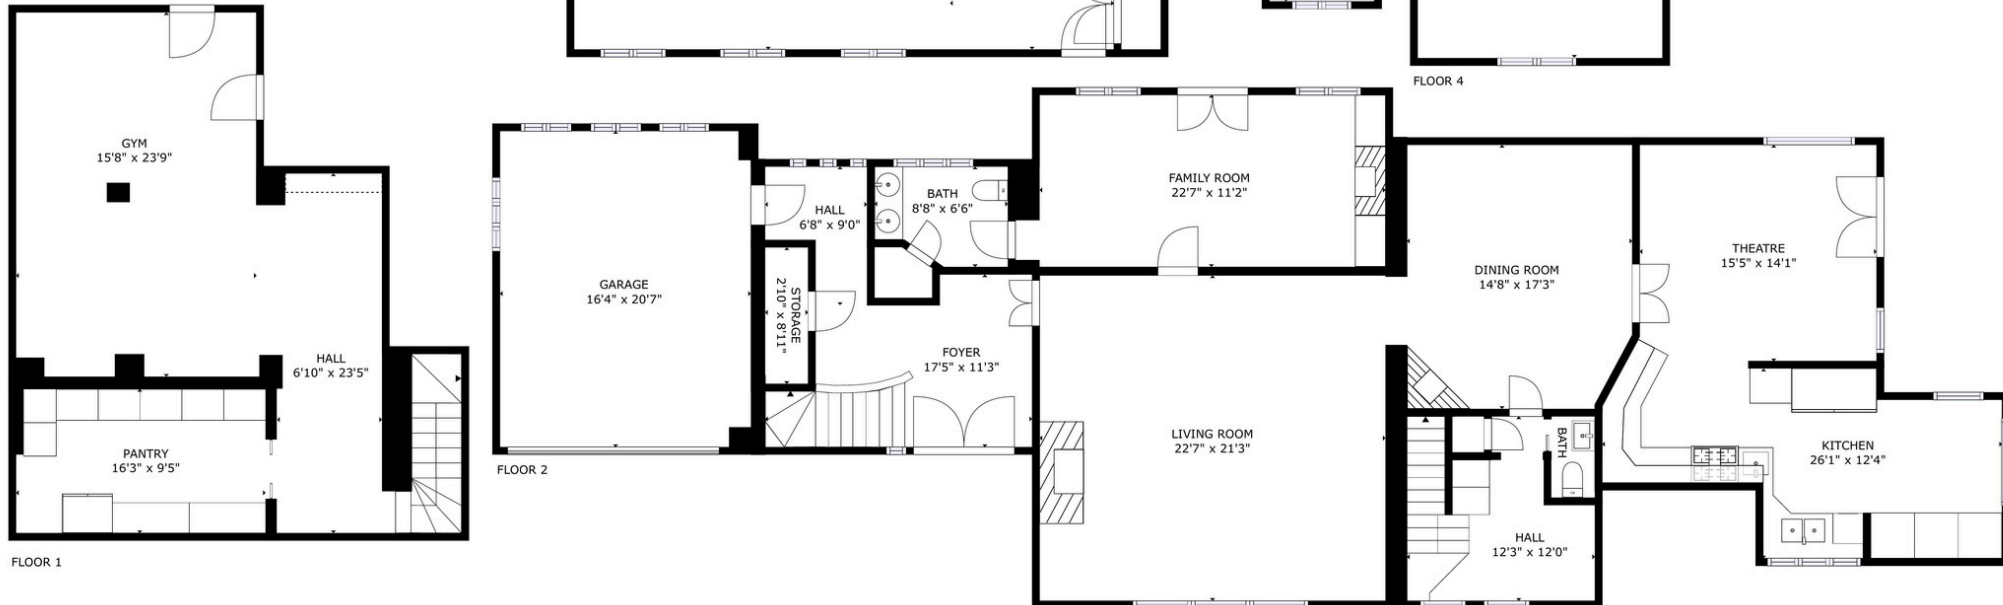 GYM
15'8" x 23'9"
HALL
6'10" x 23'5"
PANTRY
16'3" x 9'5"
FLOOR 1
GARAGE
16'4" x 20'7"
HALL
6'8" x 9'0"
BATH
8'8" x 6'6"
STORAGE
2'10" x 8'11"
FOYER
17'5" x 11'3"
FLOOR 2
FAMILY ROOM
22'7" x 11'2"
LIVING ROOM
22'7" x 21'3"
FLOOR 4
DINING ROOM
14'8" x 17'3"
THEATRE
15'5" x 14'1"
BATH
KITCHEN
26'1" x 12'4"
HALL
12'3" x 12'0"